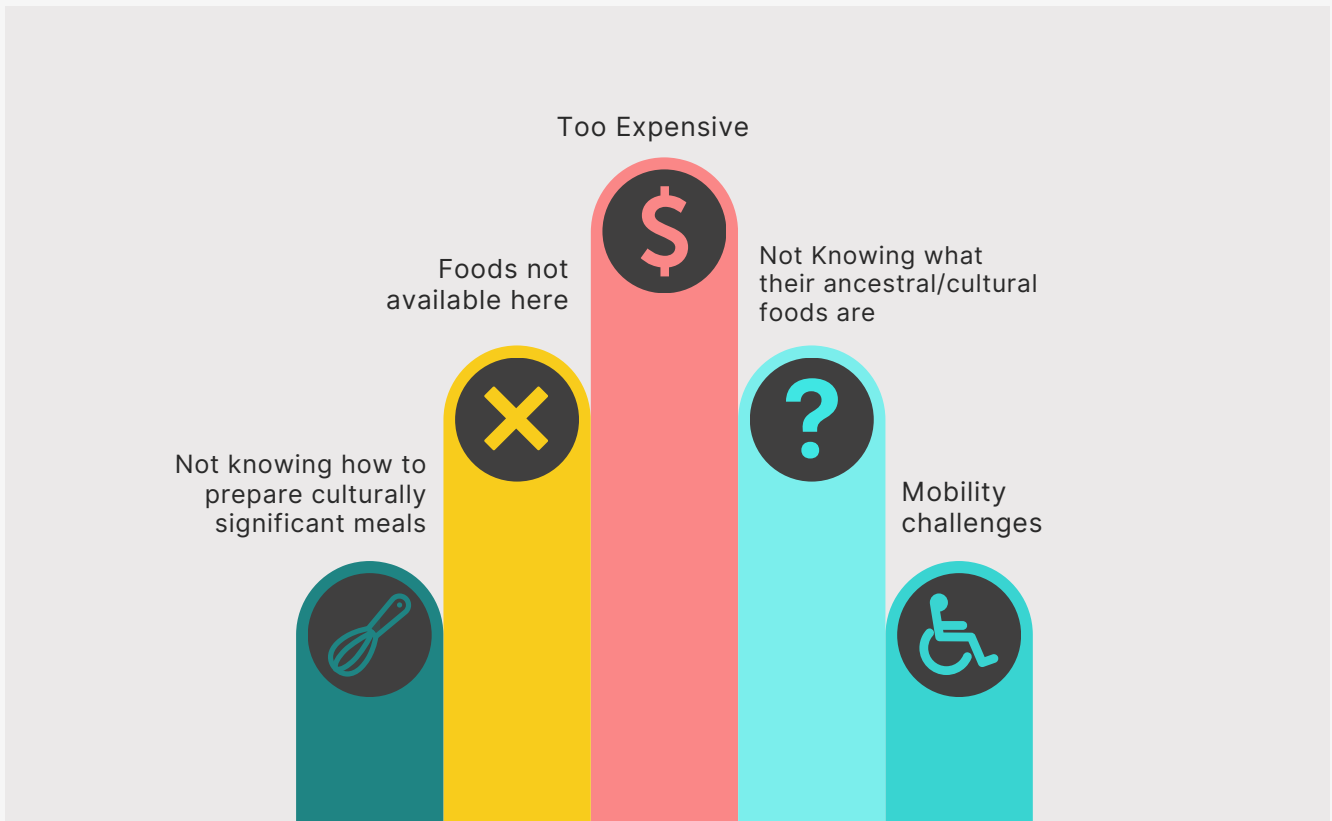 Too Expensive
Foods not
available here
Not Knowing what
their ancestral/cultural
foods are
Not knowing how to
prepare culturally
significant meals
Mobility
challenges